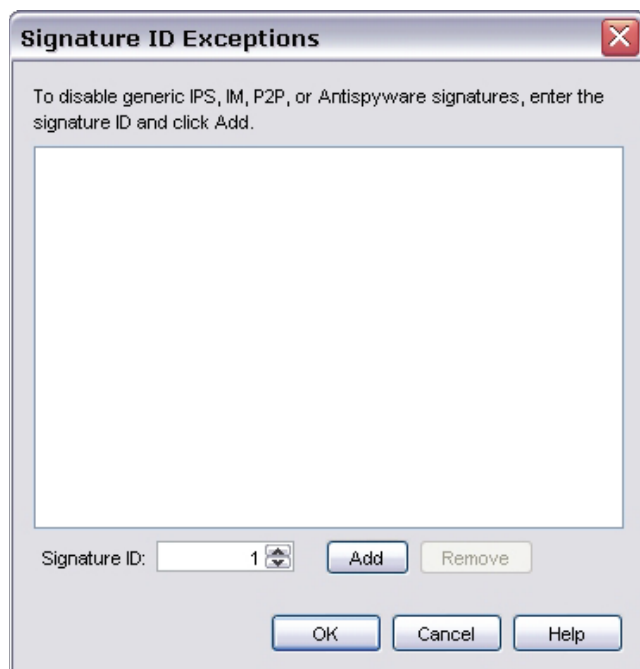 Signature ID Exceptions
To disable generic IPS, IM, P2P, or Antispyware signatures, enter the
signature ID and click Add.
Signature ID: 1 Add Remove
OK Cancel Help